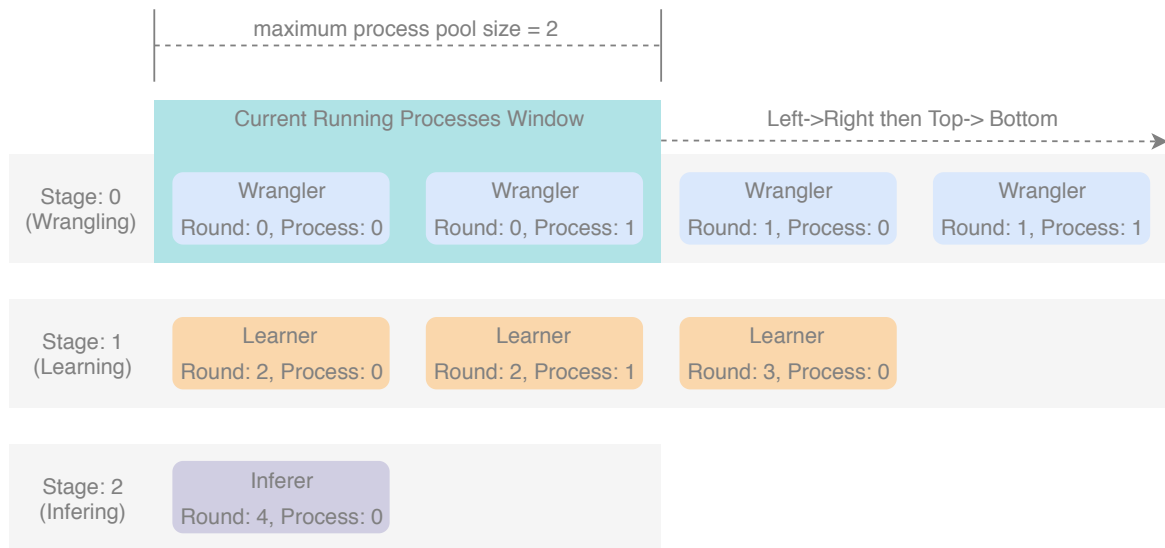 maximum process pool size = 2
Current Running Processes Window
Left->Right then Top-> Bottom
Stage: 0
(Wrangling)
Wrangler
Round: 0, Process: 0
Wrangler
Round: 0, Process: 1
Wrangler
Round: 1, Process: 0
Wrangler
Round: 1, Process: 1
Stage: 1
(Learning)
Learner
Round: 2, Process: 0
Learner
Round: 2, Process: 1
Learner
Round: 3, Process: 0
Stage: 2
(Infering)
Inferer
Round: 4, Process: 0